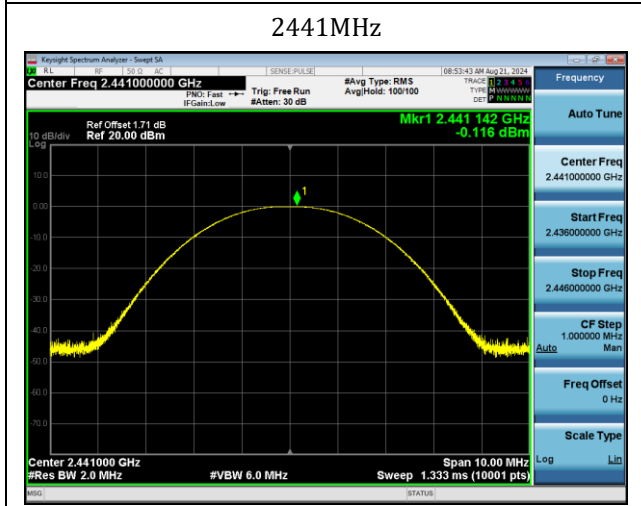 2441MHz
Keysight Spectrum Analyzer - Swept SA
RL RF 50 Ω AC SENSE:PULSE 08:53:43 AM Aug 21, 2024
Center Freq 2.441000000 GHz
PNO: Fast
IFGain:Low
Trig: Free Run
#Atten: 30 dB
#Avg Type: RMS
Avg|Hold: 100/100
TRACE 1 2 3 4 5 6
TYPE M WWWWW
DET P NNNNN
Ref Offset 1.71 dB
Ref 20.00 dBm
10 dB/div
Log
Mkr1 2.441 142 GHz
-0.116 dBm
1
10.0
0.00
-10.0
-20.0
-30.0
-40.0
-50.0
-60.0
-70.0
Center 2.441000 GHz
#Res BW 2.0 MHz
#VBW 6.0 MHz
Span 10.00 MHz
Sweep 1.333 ms (10001 pts)
MSG
STATUS
Frequency
Auto Tune
Center Freq
2.441000000 GHz
Start Freq
2.436000000 GHz
Stop Freq
2.446000000 GHz
CF Step
1.000000 MHz
Auto Man
Freq Offset
0 Hz
Scale Type
Log Lin